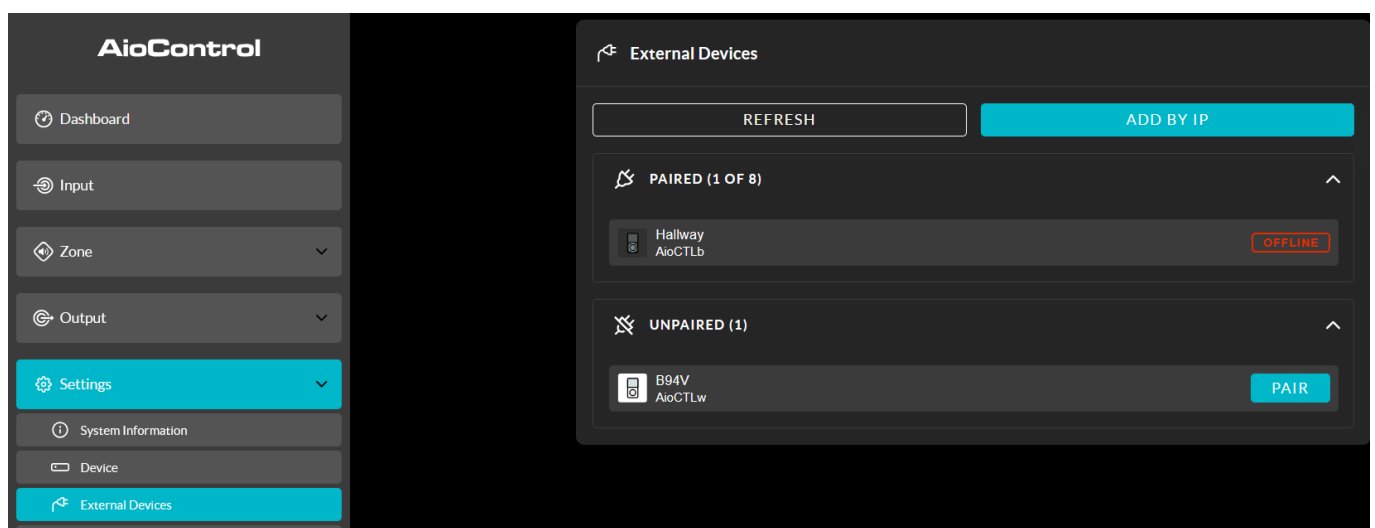 AioControl
Dashboard
Input
Zone
Output
Settings
System Information
Device
External Devices
External Devices
REFRESH
ADD BY IP
PAIRED (1 OF 8)
Hallway
AioCTLb
OFFLINE
UNPAIRED (1)
B94V
AioCTLw
PAIR